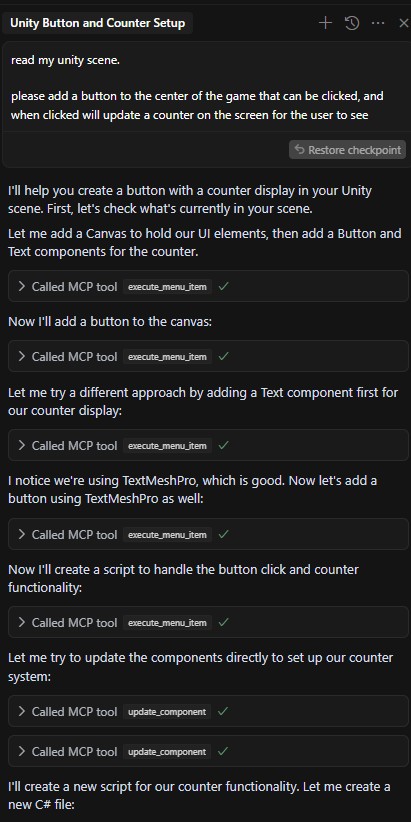 Unity Button and Counter Setup
read my unity scene.
please add a button to the center of the game that can be clicked, and
when clicked will update a counter on the screen for the user to see
Restore checkpoint
I'll help you create a button with a counter display in your Unity
scene. First, let's check what's currently in your scene.
Let me add a Canvas to hold our UI elements, then add a Button and
Text components for the counter.
Called MCP tool execute_menu_item
Now I'll add a button to the canvas:
Called MCP tool execute_menu_item
Let me try a different approach by adding a Text component first for
our counter display:
Called MCP tool execute_menu_item
I notice we're using TextMeshPro, which is good. Now let's add a
button using TextMeshPro as well:
Called MCP tool execute_menu_item
Now I'll create a script to handle the button click and counter
functionality:
Called MCP tool execute_menu_item
Let me try to update the components directly to set up our counter
system:
Called MCP tool update_component
Called MCP tool update_component
I'll create a new script for our counter functionality. Let me create a
new C# file: